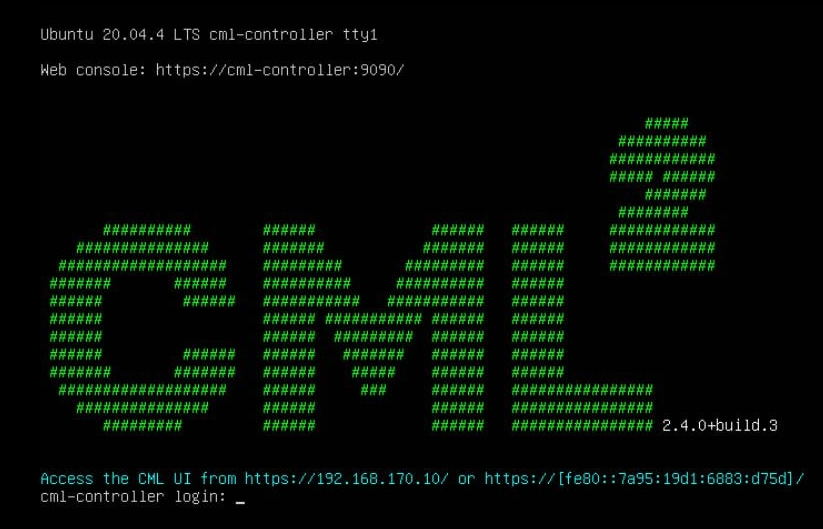 Ubuntu 20.04.4 LTS cml-controller tty1
Web console: https://cml-controller:9090/
CML2
2.4.0+build.3
Access the CML UI from https://192.168.170.10/ or https://[fe80::7a95:19d1:6883:d75d]/
cml-controller login: _